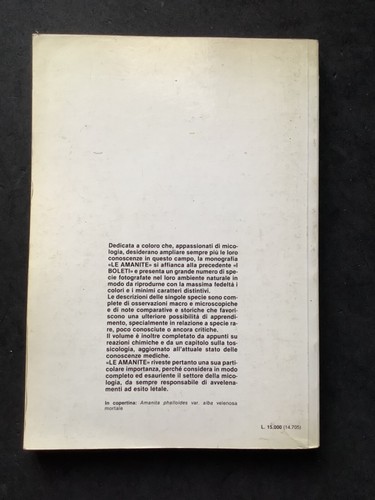 Dedicata a coloro che, appassionati di mico-
logia, desiderano ampliare sempre più le loro
conoscenze in questo campo, la monografia
«LE AMANITE» si affianca alla precedente «I
BOLETI» e presenta un grande numero di spe-
cie fotografate nel loro ambiente naturale in
modo da riprodurne con la massima fedeltà i
colori e i minimi caratteri distintivi.
Le descrizioni delle singole specie sono com-
plete di osservazioni macro e microscopiche
e di note comparative e storiche che favori-
scono una ulteriore possibilità di apprendi-
mento, specialmente in relazione a specie ra-
re, poco conosciute o ancora critiche.
Il volume è inoltre completato da appunti su
reazioni chimiche e da un capitolo sulla tos-
sicologia, aggiornato all'attuale stato delle
conoscenze mediche.
«LE AMANITE» riveste pertanto una sua parti-
colare importanza, perché considera in modo
completo ed esauriente il settore della mico-
logia, da sempre responsabile di avvelena-
menti ad esito letale.
In copertina: Amanita phalloides var. alba velenosa
mortale
L. 15.000 (14.705)